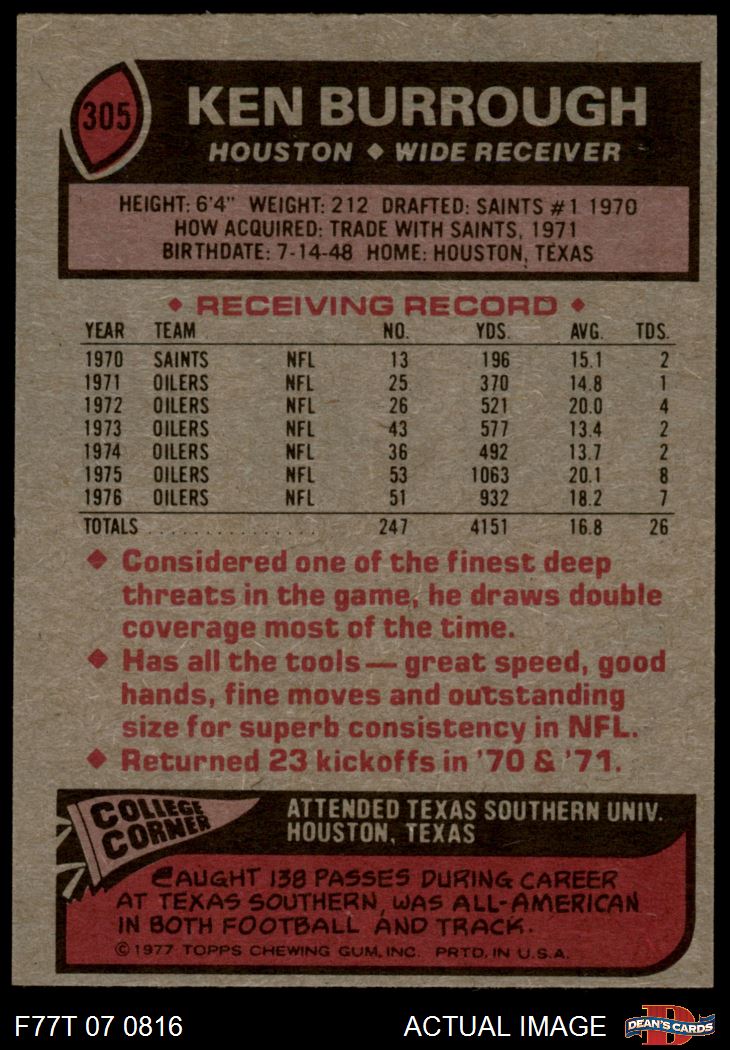 305
KEN BURROUGH
HOUSTON ◆ WIDE RECEIVER
HEIGHT: 6'4" WEIGHT: 212 DRAFTED: SAINTS #1 1970
HOW ACQUIRED: TRADE WITH SAINTS, 1971
BIRTHDATE: 7-14-48 HOME: HOUSTON, TEXAS
◆ RECEIVING RECORD ◆
YEAR TEAM NO. YDS. AVG. TDS.
1970 SAINTS NFL 13 196 15.1 2
1971 OILERS NFL 25 370 14.8 1
1972 OILERS NFL 26 521 20.0 4
1973 OILERS NFL 43 577 13.4 2
1974 OILERS NFL 36 492 13.7 2
1975 OILERS NFL 53 1063 20.1 8
1976 OILERS NFL 51 932 18.2 7
TOTALS ................ 247 4151 16.8 26
◆ Considered one of the finest deep
threats in the game, he draws double
coverage most of the time.
◆ Has all the tools — great speed, good
hands, fine moves and outstanding
size for superb consistency in NFL.
◆ Returned 23 kickoffs in '70 & '71.
COLLEGE
CORNER
ATTENDED TEXAS SOUTHERN UNIV.
HOUSTON, TEXAS
CAUGHT 138 PASSES DURING CAREER
AT TEXAS SOUTHERN, WAS ALL-AMERICAN
IN BOTH FOOTBALL AND TRACK.
© 1977 TOPPS CHEWING GUM, INC. PRTD. IN U.S.A.
F77T 07 0816
ACTUAL IMAGE
D
DEAN'S CARDS